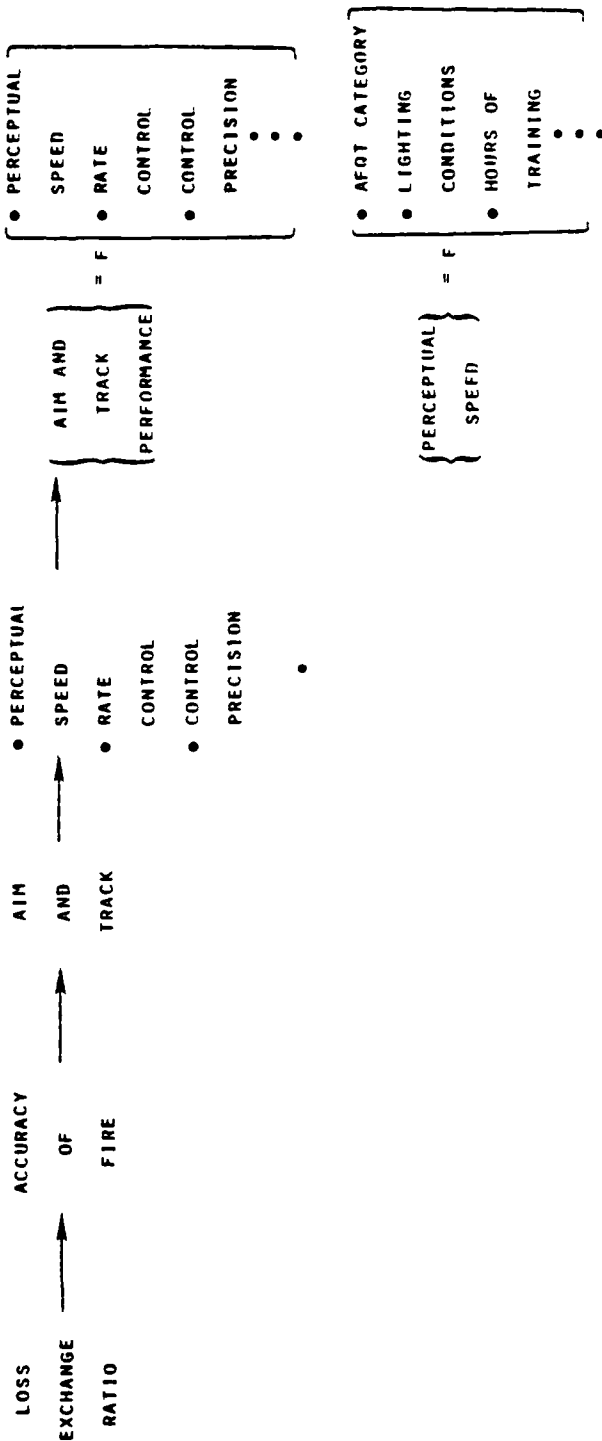 LOSS
EXCHANGE
RATIO
ACCURACY
OF
FIRE
AIM
AND
TRACK
• PERCEPTUAL
SPEED
• RATE
CONTROL
• CONTROL
PRECISION
•
AIM AND
TRACK
PERFORMANCE
= F
• PERCEPTUAL
SPEED
• RATE
CONTROL
• CONTROL
PRECISION
•
•
•
PERCEPTUAL
SPEED
= F
• AFQT CATEGORY
• LIGHTING
CONDITIONS
• HOURS OF
TRAINING
•
•
•